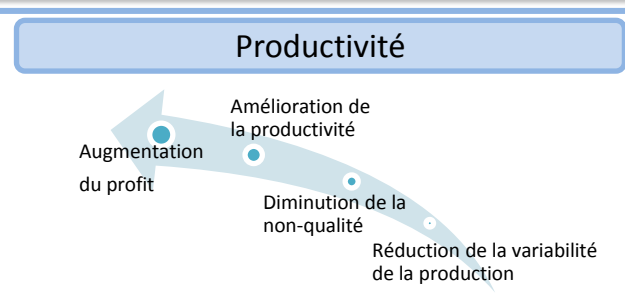 Productivité
Amélioration de
la productivité
Augmentation
du profit
Diminution de la
non-qualité
Réduction de la variabilité
de la production